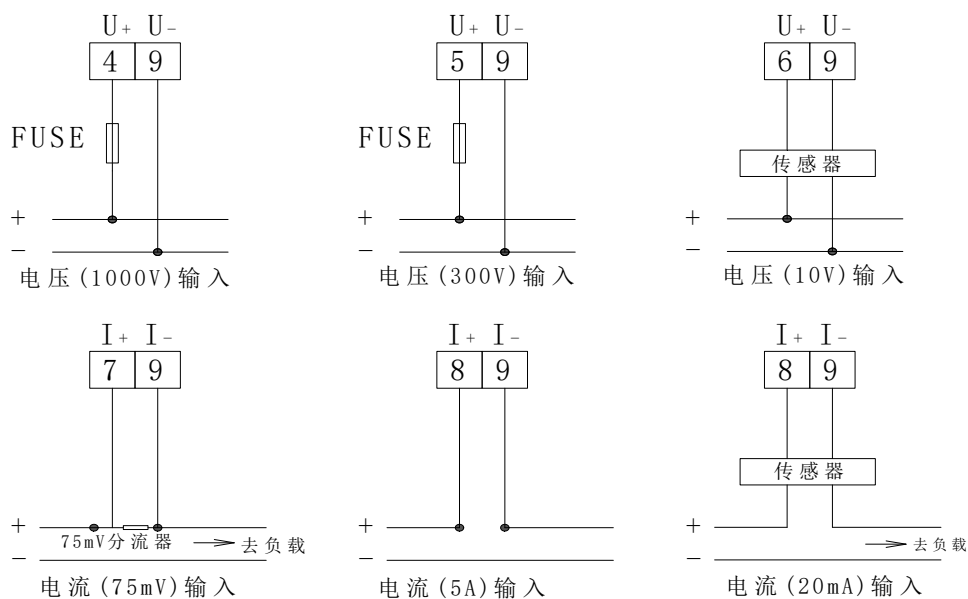 U+ U-
4 9
FUSE
+
-
电压(1000V)输入
U+ U-
5 9
FUSE
+
-
电压(300V)输入
U+ U-
6 9
传感器
+
-
电压(10V)输入
I+ I-
7 9
+
75mV分流器 去负载
-
电流(75mV)输入
I+ I-
8 9
+
-
电流(5A)输入
I+ I-
8 9
传感器
+
去负载
-
电流(20mA)输入